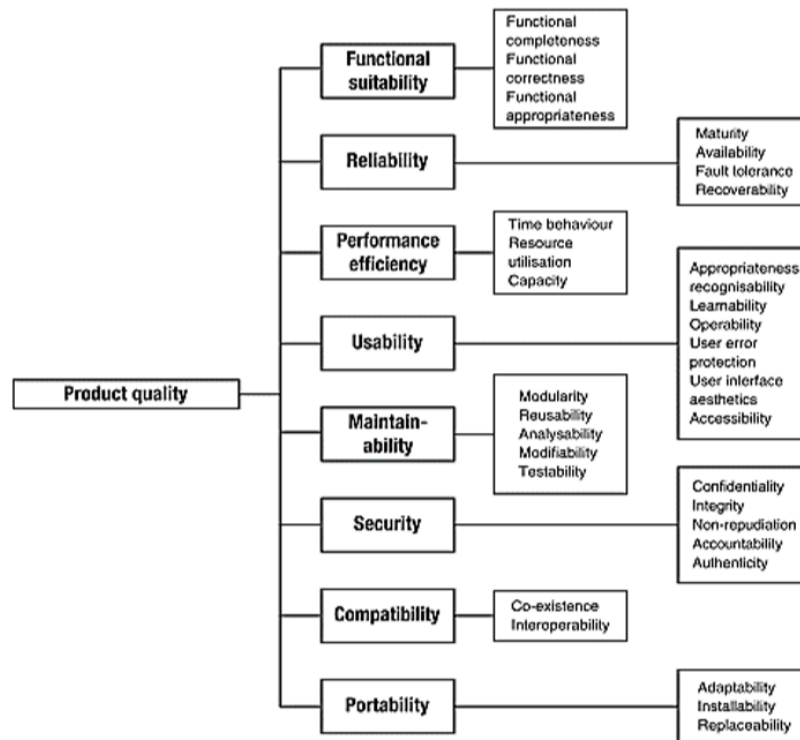 Product quality
Functional
suitability
Functional
completeness
Functional
correctness
Functional
appropriateness
Reliability
Maturity
Availability
Fault tolerance
Recoverability
Performance
efficiency
Time behaviour
Resource
utilisation
Capacity
Usability
Appropriateness
recognisability
Learnability
Operability
User error
protection
User interface
aesthetics
Accessibility
Maintain-
ability
Modularity
Reusability
Analysability
Modifiability
Testability
Security
Confidentiality
Integrity
Non-repudiation
Accountability
Authenticity
Compatibility
Co-existence
Interoperability
Portability
Adaptability
Installability
Replaceability